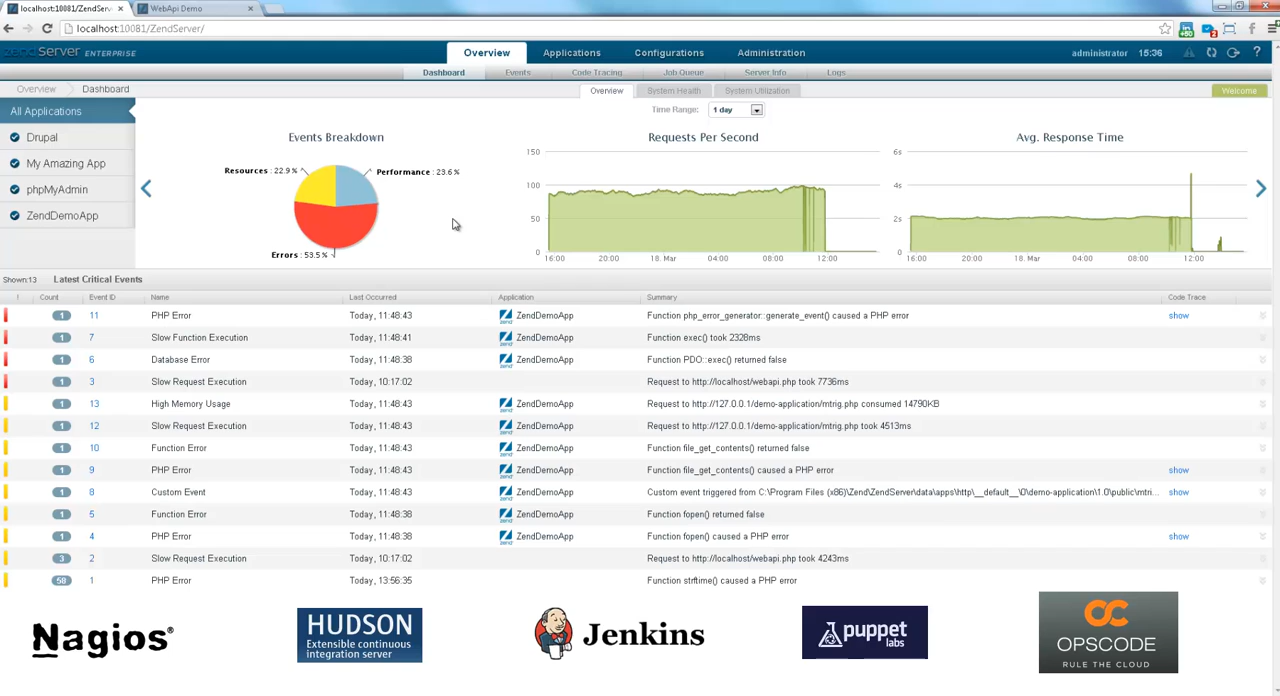 localhost:10081/ZendServer/
WebApi Demo
localhost:10081/ZendServer/
zendServer ENTERPRISE
Overview Applications Configurations Administration
administrator 15:36 ?
Dashboard Events Code Tracing Job Queue Server Info Logs
Overview Dashboard
Overview System Health System Utilization
Welcome
Time Range: 1 day
All Applications
Drupal
My Amazing App
phpMyAdmin
ZendDemoApp
Events Breakdown
Resources : 22.9 %
Performance : 23.6 %
Errors : 53.5 %
Requests Per Second
150
100
50
0
16:00 20:00 18. Mar 04:00 08:00 12:00
Avg. Response Time
6s
4s
2s
0
16:00 20:00 18. Mar 04:00 08:00 12:00
Shown:13 Latest Critical Events
! Count Event ID Name Last Occurred Application Summary Code Trace
1 11 PHP Error Today, 11:48:43 ZendDemoApp Function php_error_generator::generate_event() caused a PHP error show
1 7 Slow Function Execution Today, 11:48:41 ZendDemoApp Function exec() took 2328ms
1 6 Database Error Today, 11:48:38 ZendDemoApp Function PDO::exec() returned false
1 3 Slow Request Execution Today, 10:17:02 Request to http://localhost/webapi.php took 7736ms
1 13 High Memory Usage Today, 11:48:43 ZendDemoApp Request to http://127.0.0.1/demo-application/mtrig.php consumed 14790KB
1 12 Slow Request Execution Today, 11:48:43 ZendDemoApp Request to http://127.0.0.1/demo-application/mtrig.php took 4513ms
1 10 Function Error Today, 11:48:43 ZendDemoApp Function file_get_contents() returned false
1 9 PHP Error Today, 11:48:43 ZendDemoApp Function file_get_contents() caused a PHP error show
1 8 Custom Event Today, 11:48:43 ZendDemoApp Custom event triggered from C:\Program Files (x86)\Zend\ZendServer\data\apps\http\__default__\0\demo-application\1.0\public\mtri... show
1 5 Function Error Today, 11:48:38 ZendDemoApp Function fopen() returned false
1 4 PHP Error Today, 11:48:38 ZendDemoApp Function fopen() caused a PHP error show
3 2 Slow Request Execution Today, 10:17:02 Request to http://localhost/webapi.php took 4243ms
58 1 PHP Error Today, 13:56:35 Function strftime() caused a PHP error
Nagios®
HUDSON
Extensible continuous
integration server
Jenkins
puppet
labs
OPSCODE
RULE THE CLOUD